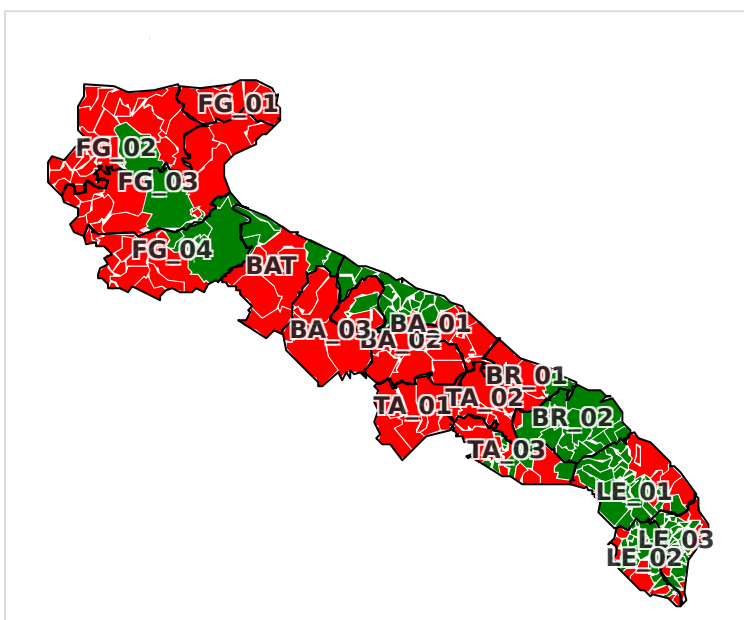 FG_01
FG_02
FG_03
FG_04
BAT
BA_03
BA_01
BA_02
BR_01
TA_02
TA_01
BR_02
TA_03
LE_01
LE_03
LE_02